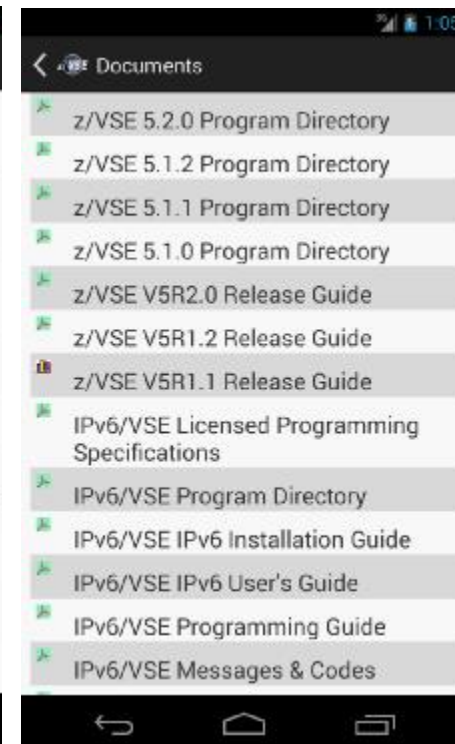 1:05
Documents
z/VSE 5.2.0 Program Directory
z/VSE 5.1.2 Program Directory
z/VSE 5.1.1 Program Directory
z/VSE 5.1.0 Program Directory
z/VSE V5R2.0 Release Guide
z/VSE V5R1.2 Release Guide
z/VSE V5R1.1 Release Guide
IPv6/VSE Licensed Programming
Specifications
IPv6/VSE Program Directory
IPv6/VSE IPv6 Installation Guide
IPv6/VSE IPv6 User's Guide
IPv6/VSE Programming Guide
IPv6/VSE Messages & Codes